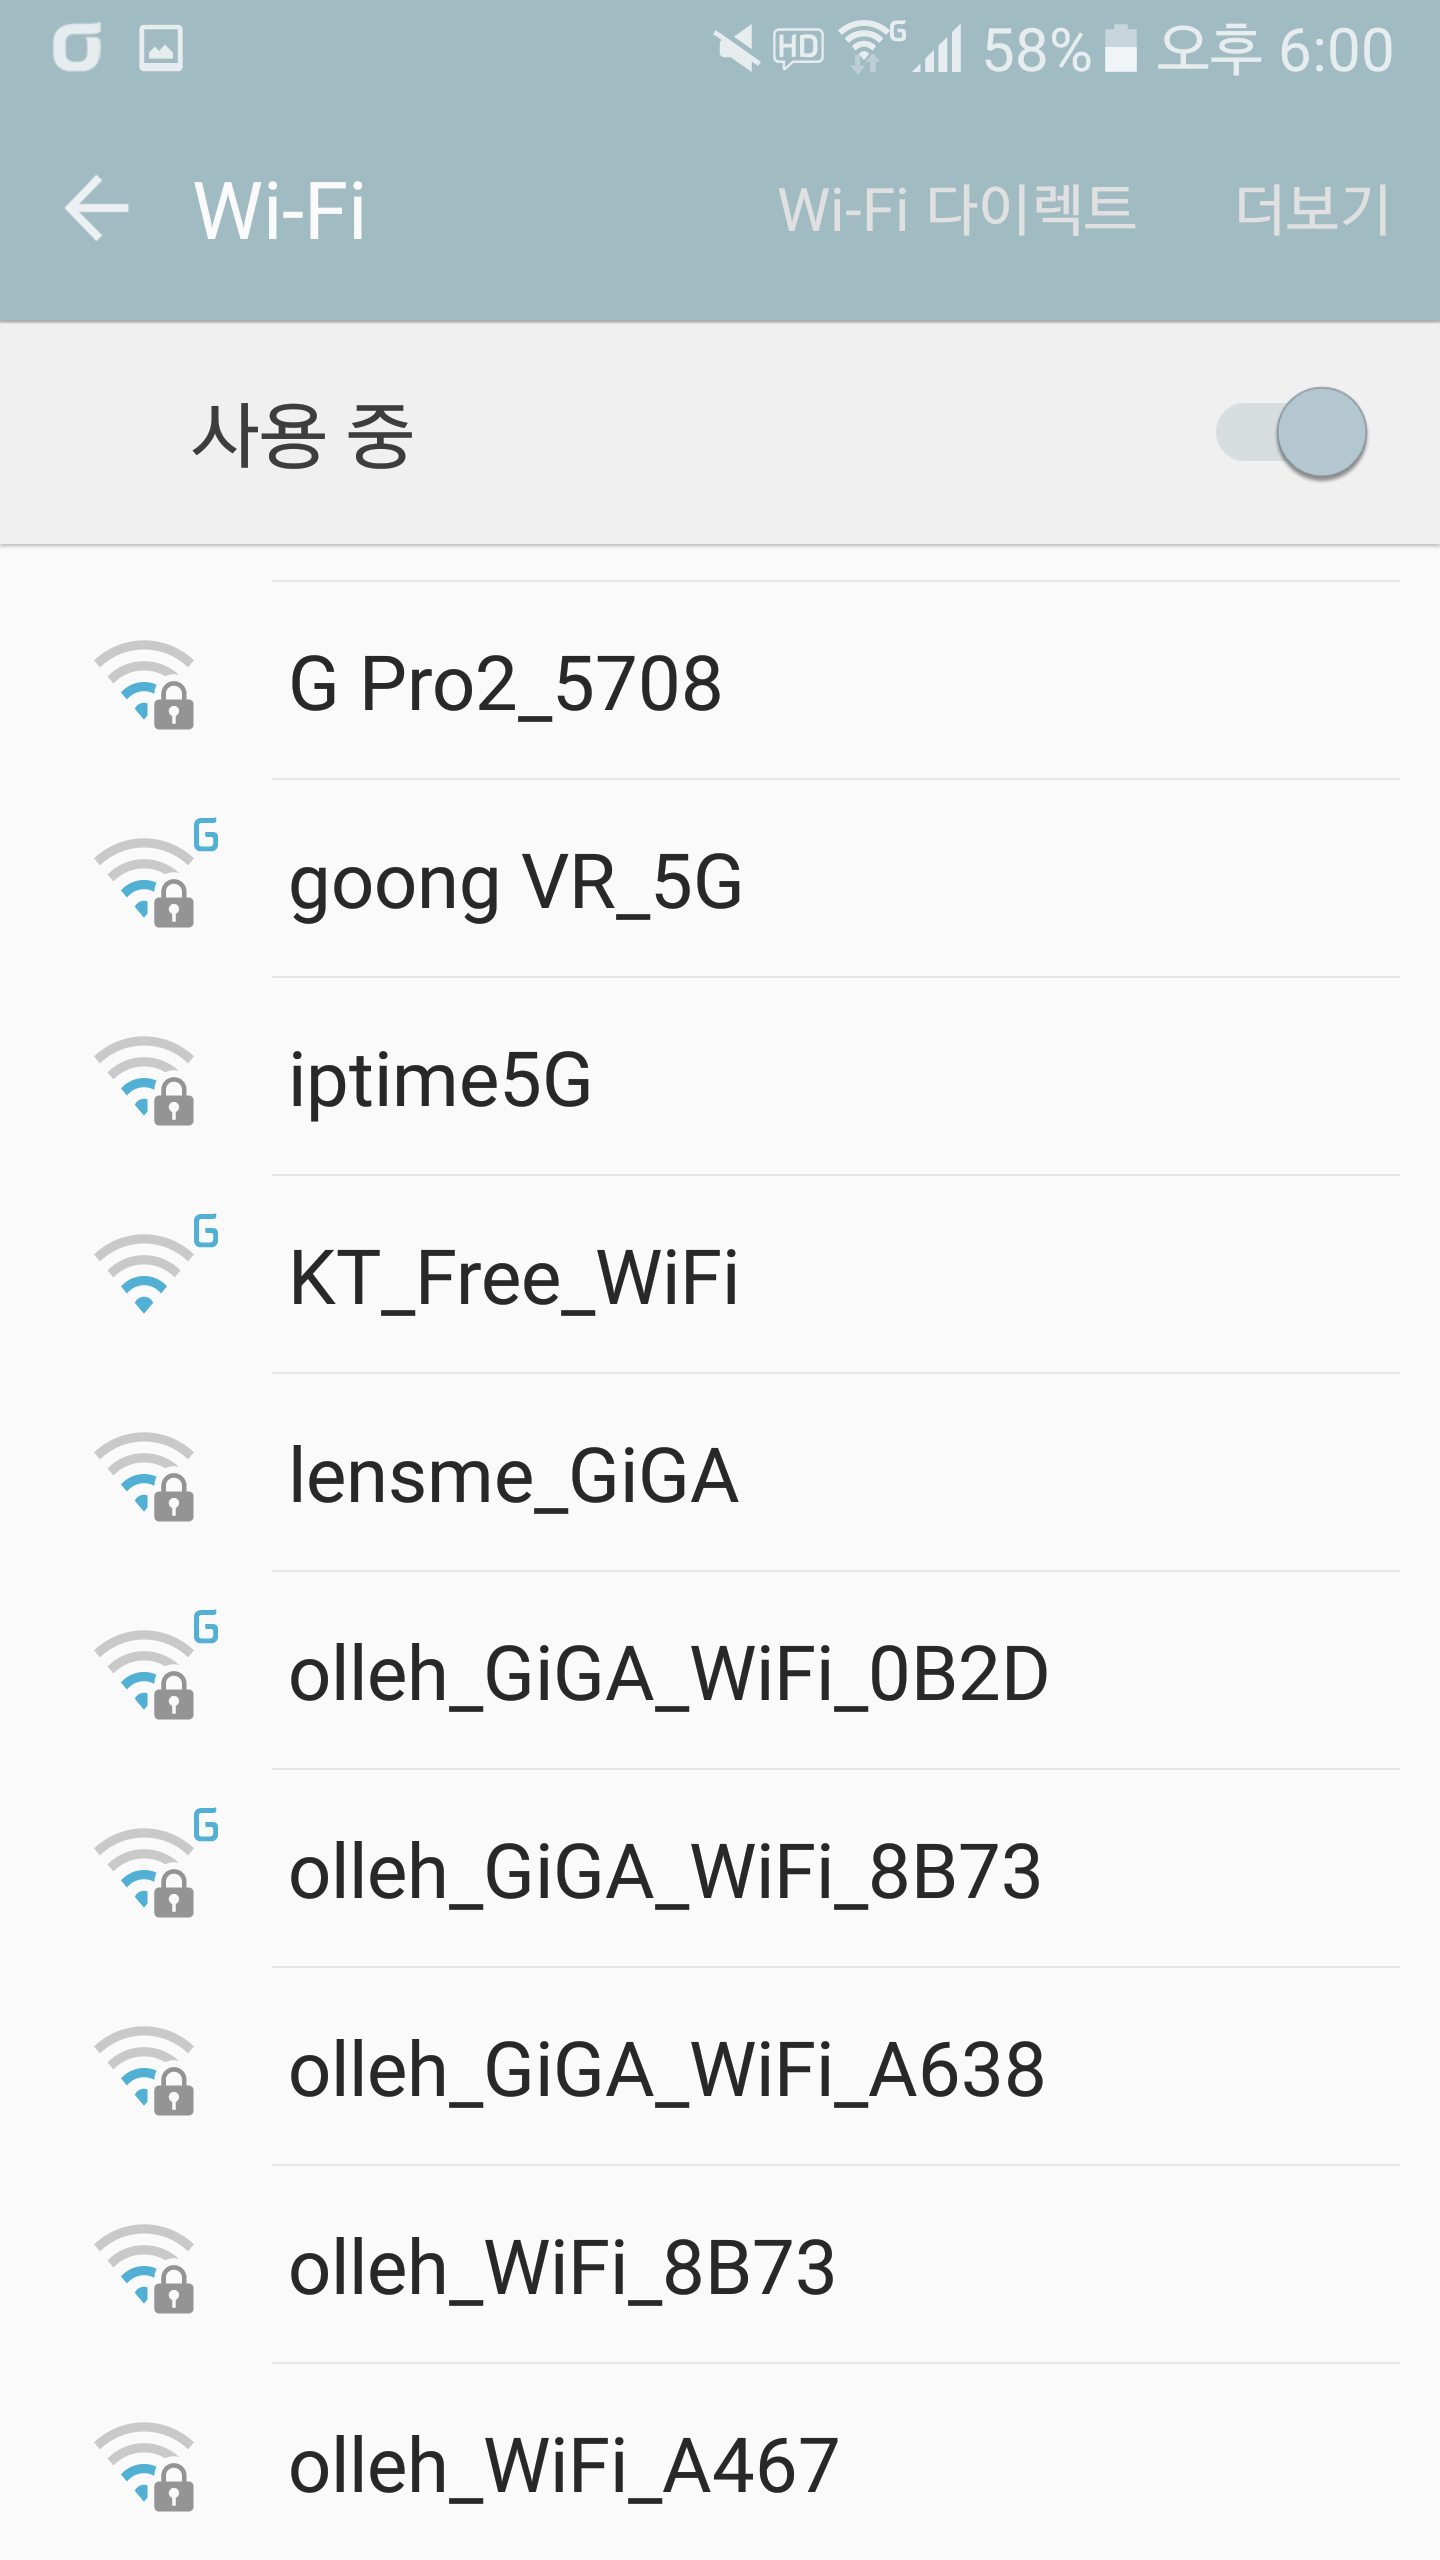 HD G 58% 오후 6:00
Wi-Fi Wi-Fi 다이렉트 더보기
사용 중
G Pro2_5708
G
goong VR_5G
iptime5G
G
KT_Free_WiFi
lensme_GiGA
G
olleh_GiGA_WiFi_0B2D
G
olleh_GiGA_WiFi_8B73
olleh_GiGA_WiFi_A638
olleh_WiFi_8B73
olleh_WiFi_A467